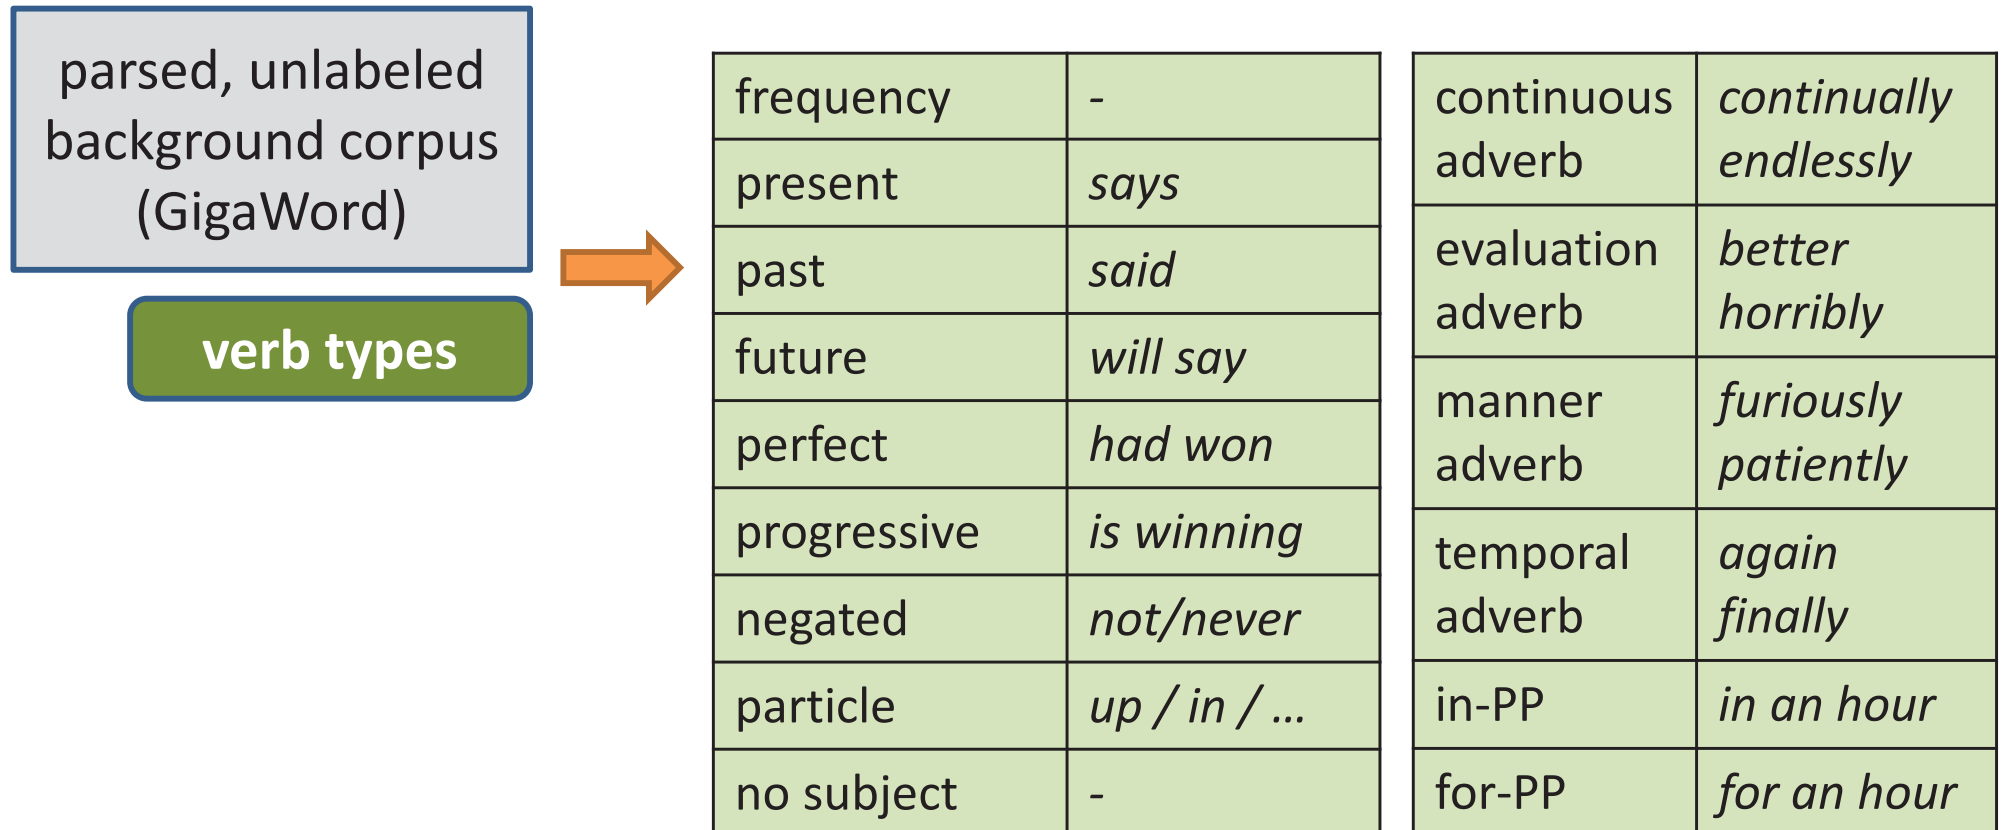 parsed, unlabeled
background corpus
(GigaWord)
verb types
frequency -
present says
past said
future will say
perfect had won
progressive is winning
negated not/never
particle up / in / ...
no subject -
continuous continually
adverb endlessly
evaluation better
adverb horribly
manner furiously
adverb patiently
temporal again
adverb finally
in-PP in an hour
for-PP for an hour